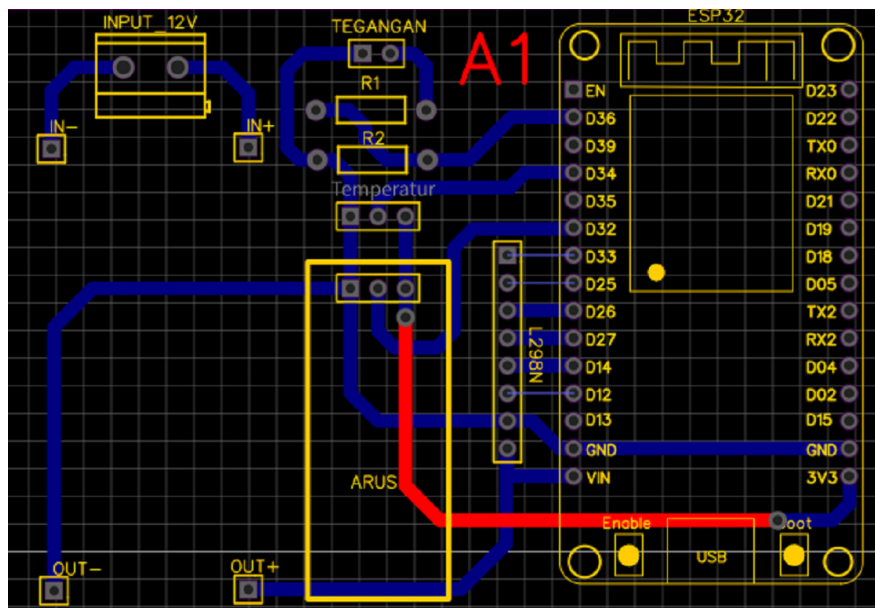 INPUT_12V
TEGANGAN
A1
ESP32
R1
R2
IN-
IN+
Temperatur
EN
D36
D39
D34
D35
D32
D33
D25
D26
D27
D14
D12
D13
GND
VIN
D23
D22
TX0
RX0
D21
D19
D18
D05
TX2
RX2
D04
D02
D15
GND
3V3
L298N
ARUS
Enable
oot
USB
OUT-
OUT+